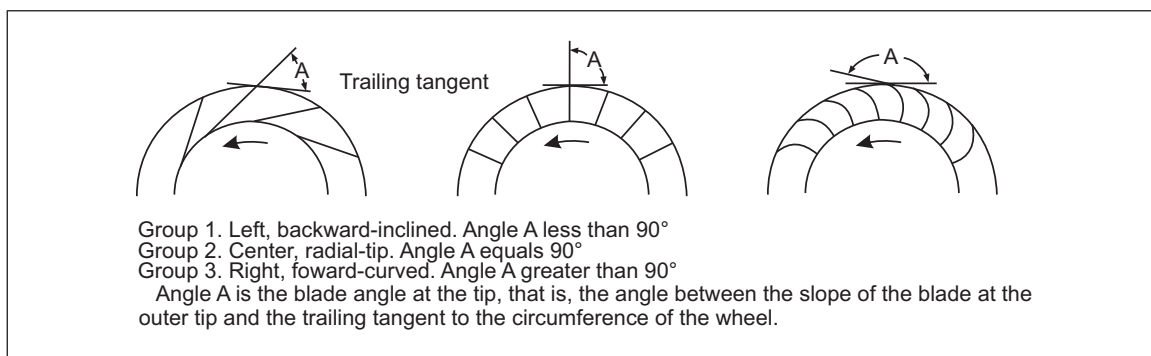 A
Trailing tangent
A
A
Group 1. Left, backward-inclined. Angle A less than 90°
Group 2. Center, radial-tip. Angle A equals 90°
Group 3. Right, foward-curved. Angle A greater than 90°
Angle A is the blade angle at the tip, that is, the angle between the slope of the blade at the
outer tip and the trailing tangent to the circumference of the wheel.